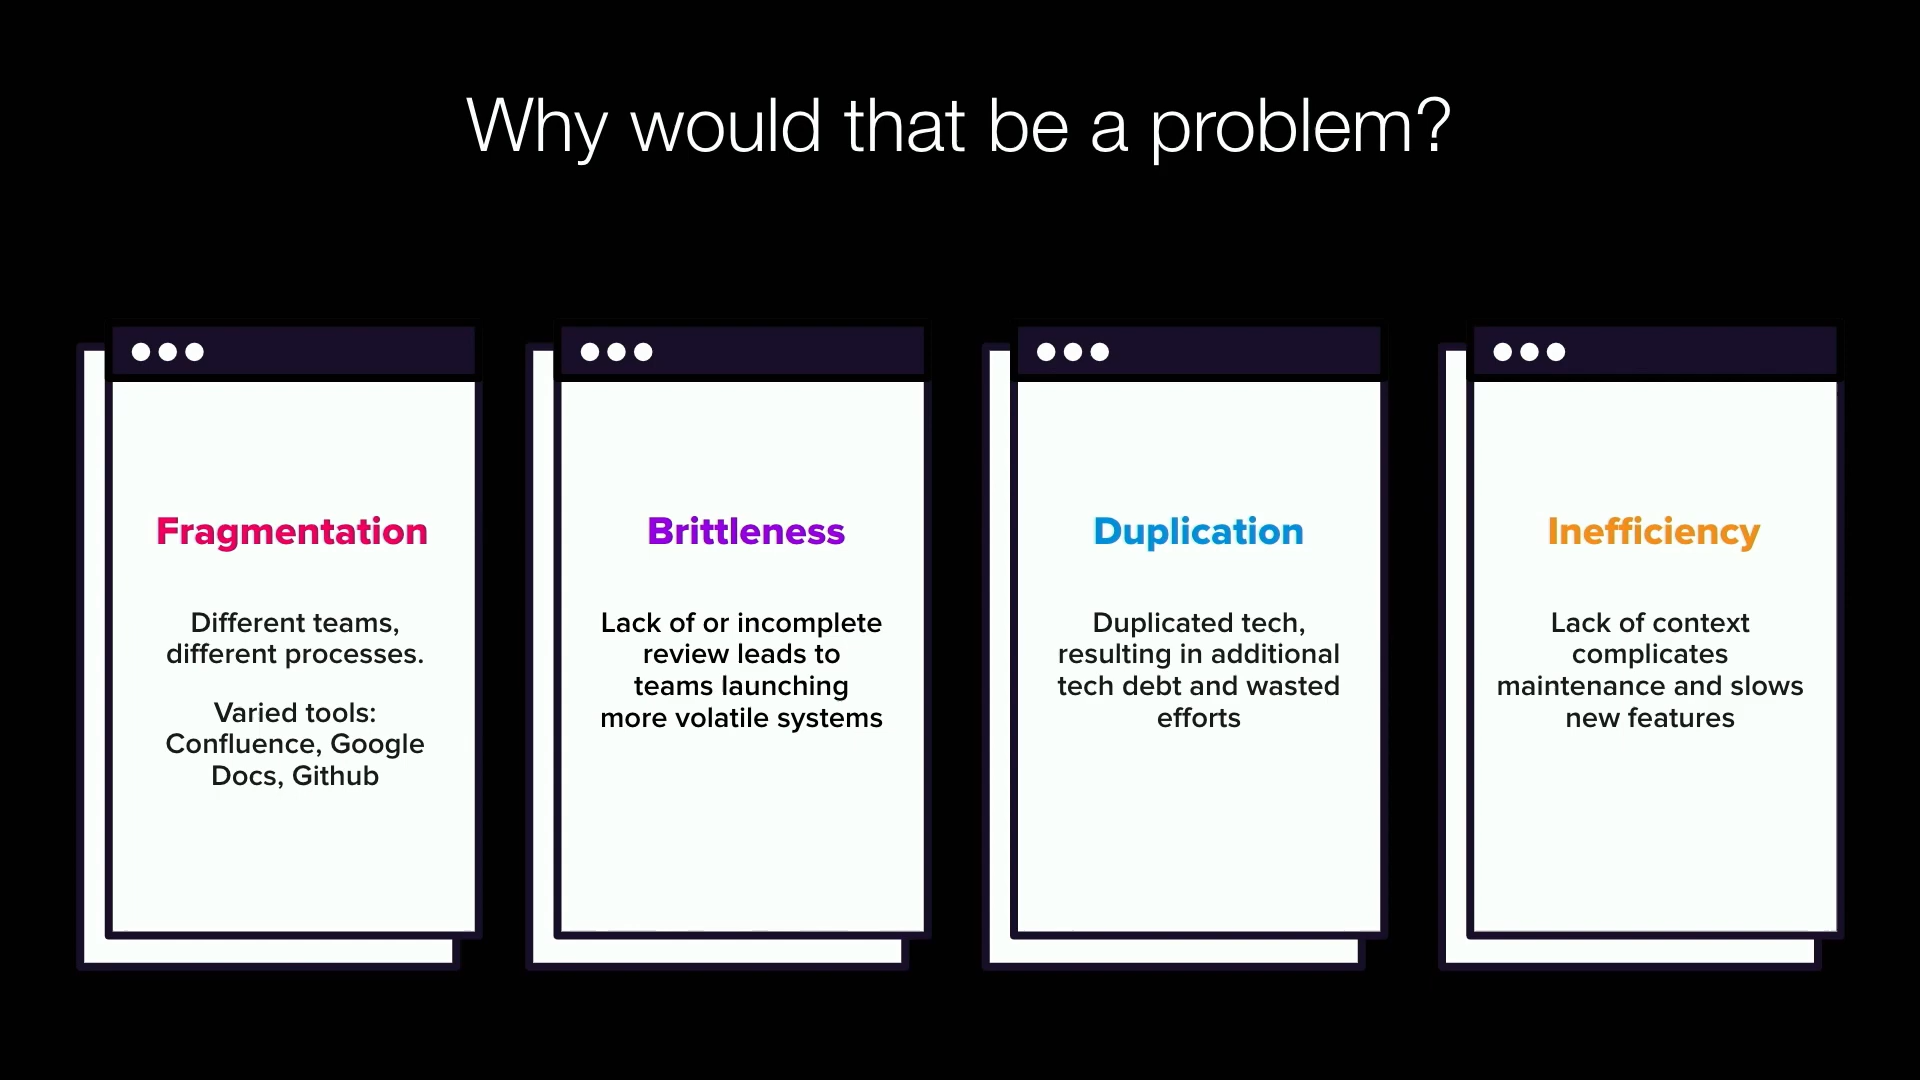 Why would that be a problem?
Fragmentation
Different teams,
different processes.
Varied tools:
Confluence, Google
Docs, Github
Brittleness
Lack of or incomplete
review leads to
teams launching
more volatile systems
Duplication
Duplicated tech,
resulting in additional
tech debt and wasted
efforts
Inefficiency
Lack of context
complicates
maintenance and slows
new features